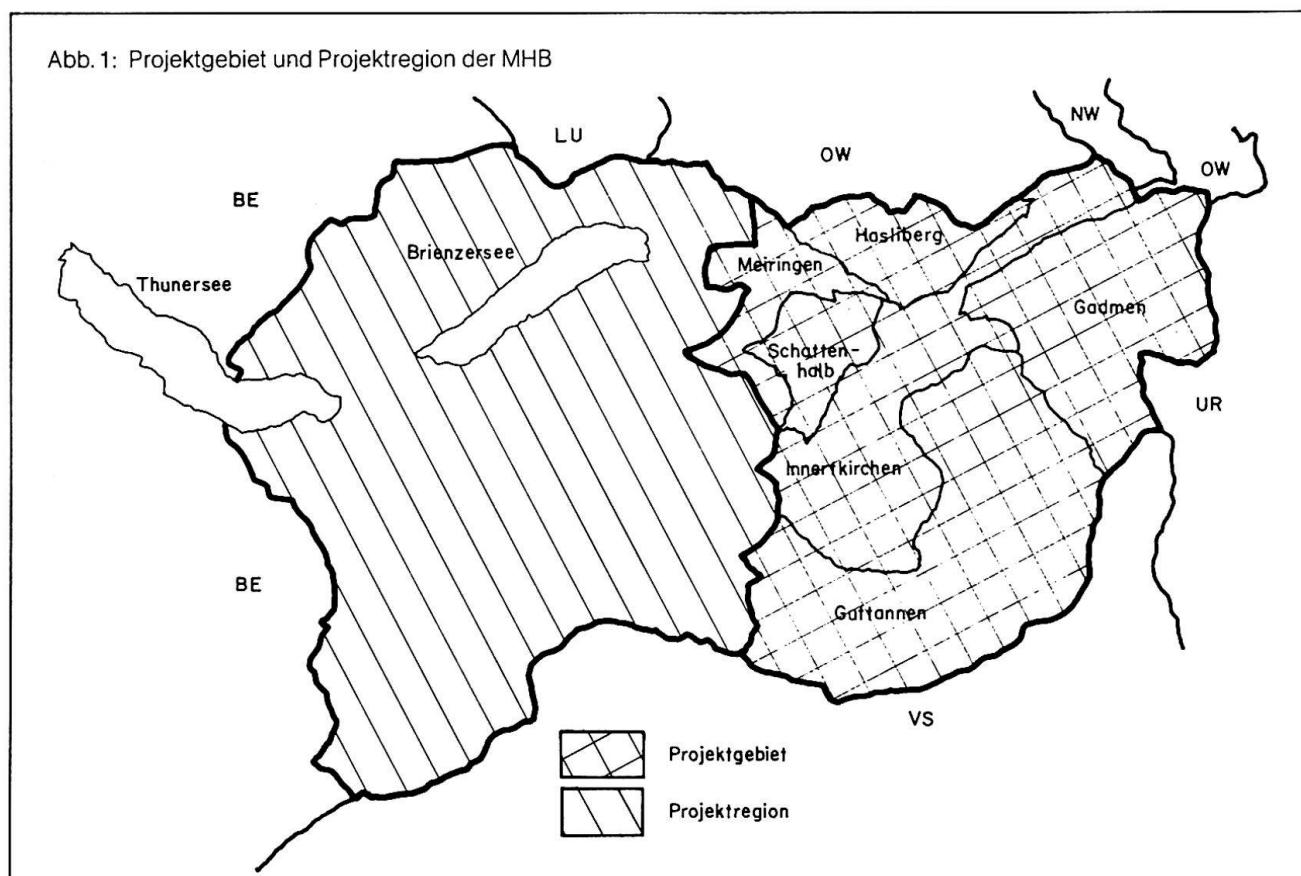 Abb. 1: Projektgebiet und Projektregion der MHB
LU
OW
NW
OW
BE
Brienzersee
Thunersee
Hasliberg
Meiringen
Gadmen
Schatten-
halb
UR
Innertkirchen
BE
Guttannen
VS
Projektgebiet
Projektregion